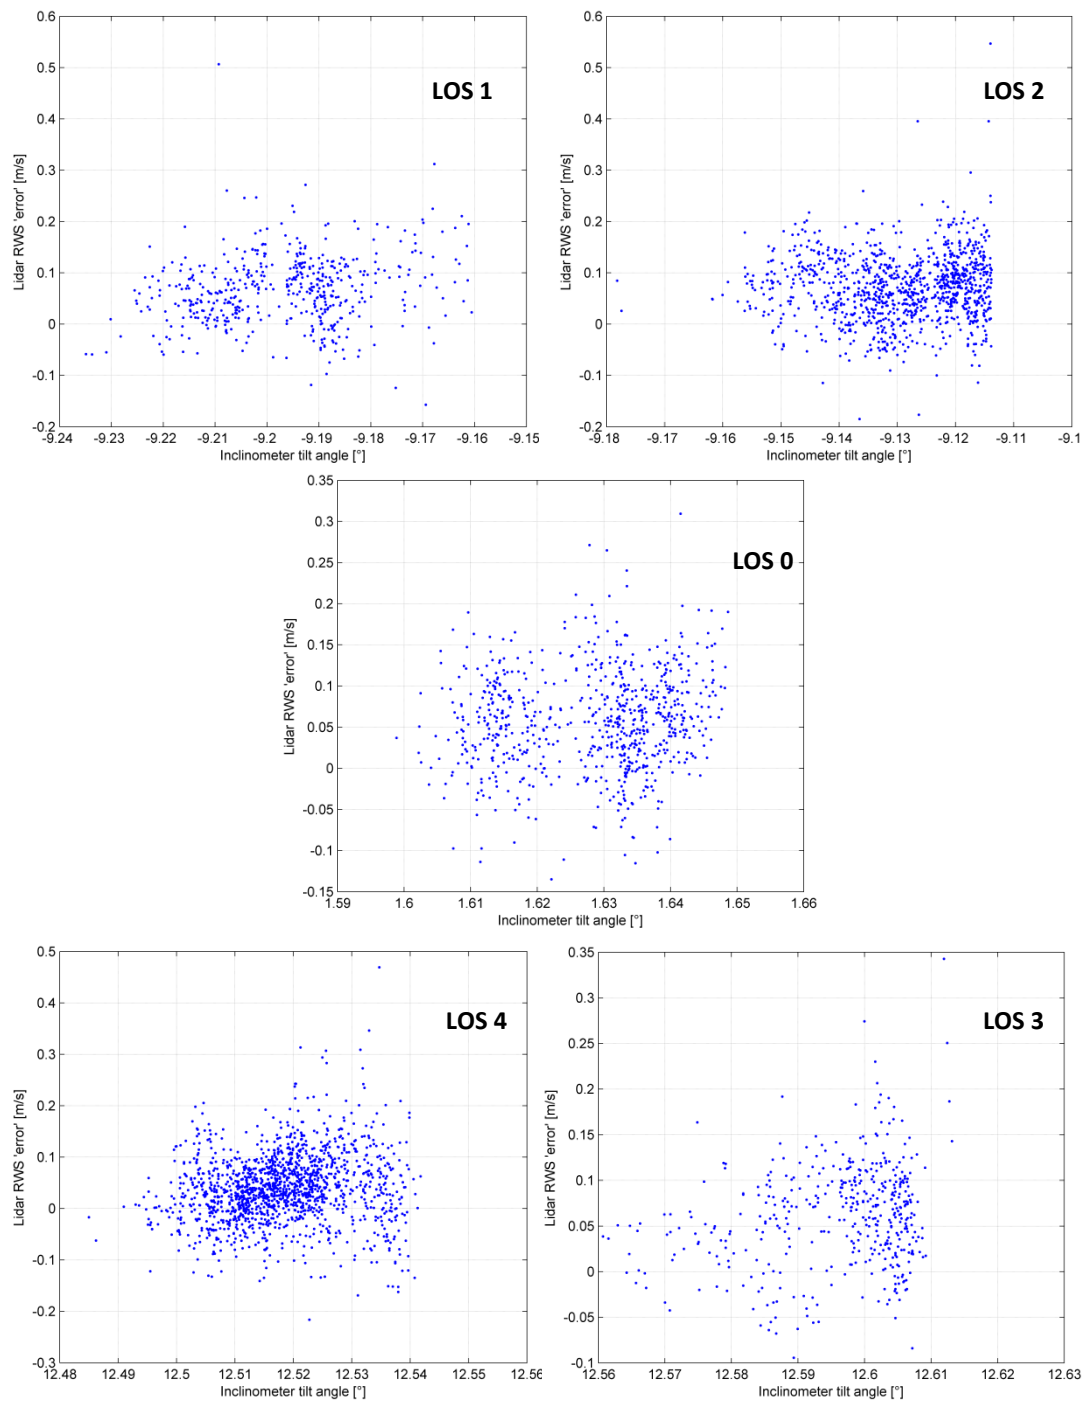 0.6
0.5
0.4
0.3
0.2
0.1
0
-0.1
-0.2
Lidar RWS 'error' [m/s]
LOS 1
-9.24 -9.23 -9.22 -9.21 -9.2 -9.19 -9.18 -9.17 -9.16 -9.15
Inclinometer tilt angle [°]
0.6
0.5
0.4
0.3
0.2
0.1
0
-0.1
-0.2
Lidar RWS 'error' [m/s]
LOS 2
-9.18 -9.17 -9.16 -9.15 -9.14 -9.13 -9.12 -9.11 -9.1
Inclinometer tilt angle [°]
0.35
0.3
0.25
0.2
0.15
0.1
0.05
0
-0.05
-0.1
-0.15
Lidar RWS 'error' [m/s]
LOS 0
1.59 1.6 1.61 1.62 1.63 1.64 1.65 1.66
Inclinometer tilt angle [°]
0.5
0.4
0.3
0.2
0.1
0
-0.1
-0.2
-0.3
Lidar RWS 'error' [m/s]
LOS 4
12.48 12.49 12.5 12.51 12.52 12.53 12.54 12.55 12.56
Inclinometer tilt angle [°]
0.35
0.3
0.25
0.2
0.15
0.1
0.05
0
-0.05
-0.1
Lidar RWS 'error' [m/s]
LOS 3
12.56 12.57 12.58 12.59 12.6 12.61 12.62 12.63
Inclinometer tilt angle [°]